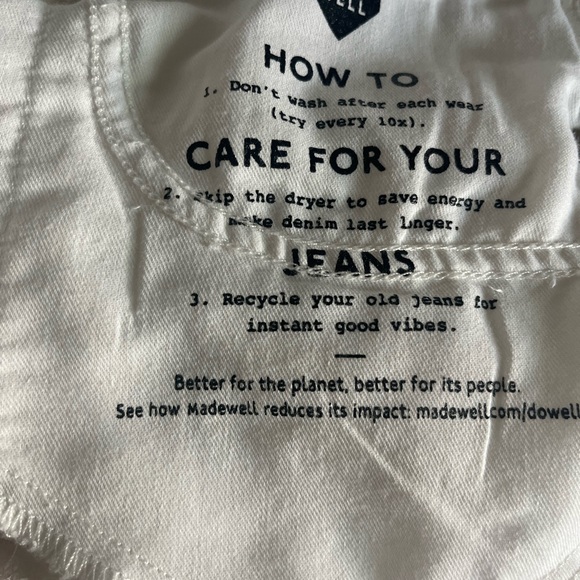 WELL
HOW TO
1. Don't wash after each wear
(try every 10x).
CARE FOR YOUR
2. Skip the dryer to save energy and
make denim last longer.
JEANS
3. Recycle your old jeans for
instant good vibes.
Better for the planet, better for its people.
See how Madewell reduces its impact: madewell.com/dowell